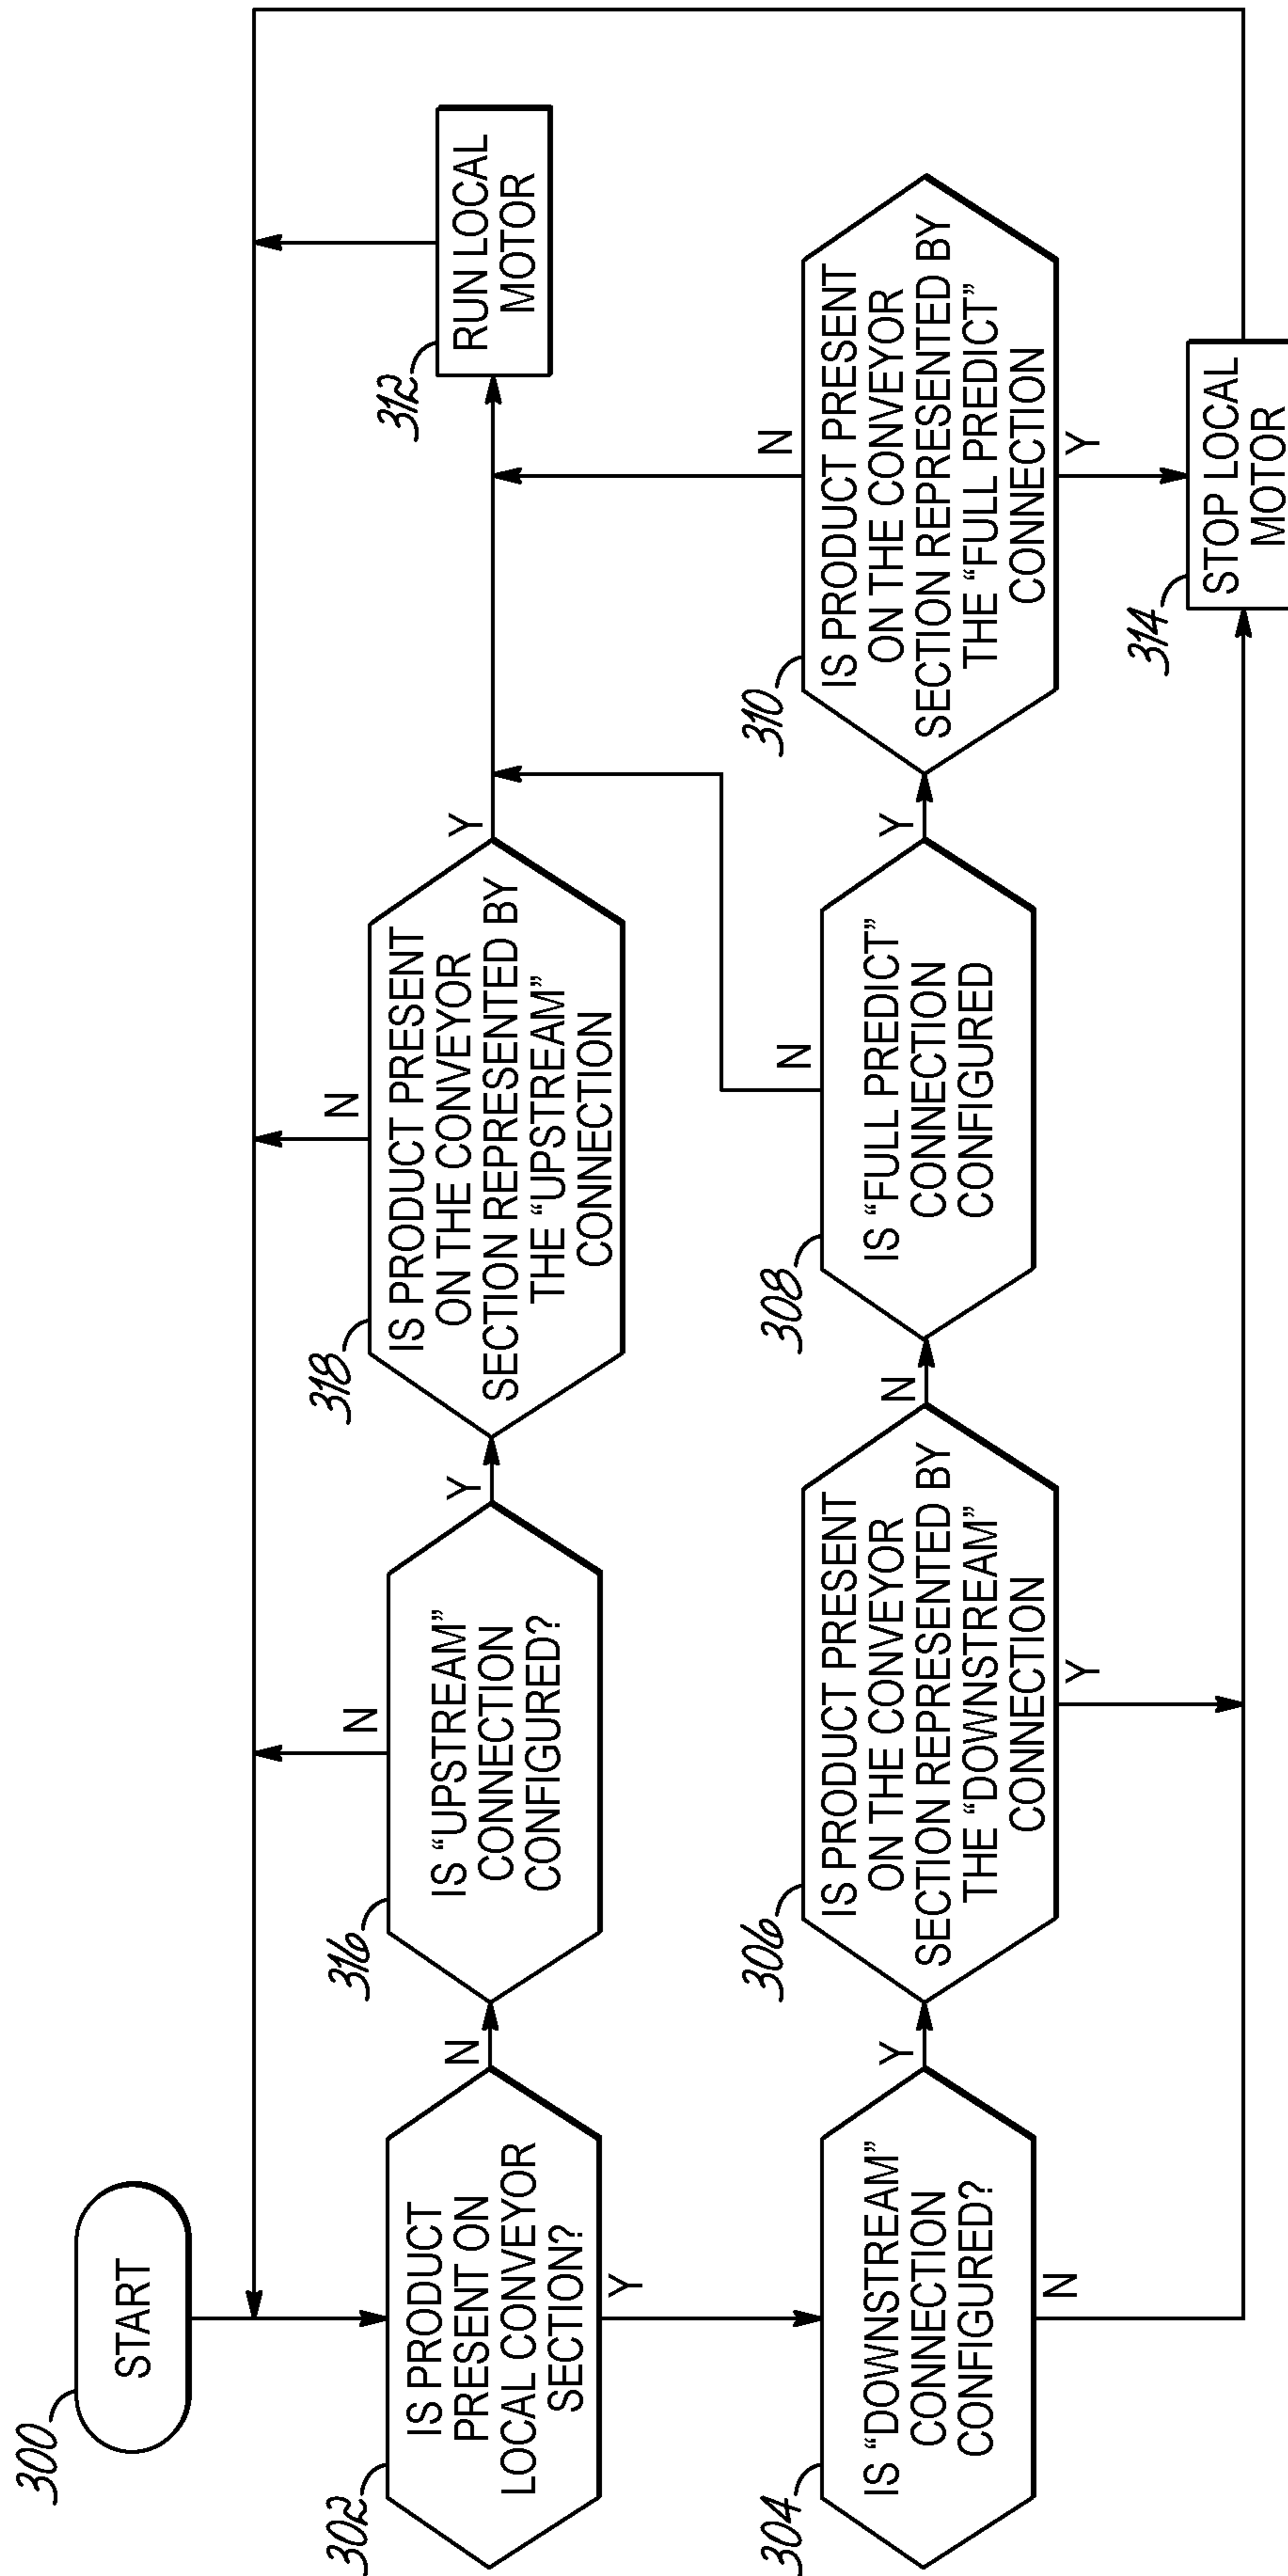 300
START
302
IS PRODUCT
PRESENT ON
LOCAL CONVEYOR
SECTION?
N
Y
316
IS “UPSTREAM”
CONNECTION
CONFIGURED?
N
Y
318
IS PRODUCT PRESENT
ON THE CONVEYOR
SECTION REPRESENTED BY
THE “UPSTREAM”
CONNECTION
N
Y
312
RUN LOCAL
MOTOR
304
IS “DOWNSTREAM”
CONNECTION
CONFIGURED?
Y
N
306
IS PRODUCT PRESENT
ON THE CONVEYOR
SECTION REPRESENTED BY
THE “DOWNSTREAM”
CONNECTION
N
Y
308
IS “FULL PREDICT”
CONNECTION
CONFIGURED
N
Y
310
IS PRODUCT PRESENT
ON THE CONVEYOR
SECTION REPRESENTED BY
THE “FULL PREDICT”
CONNECTION
N
Y
314
STOP LOCAL
MOTOR